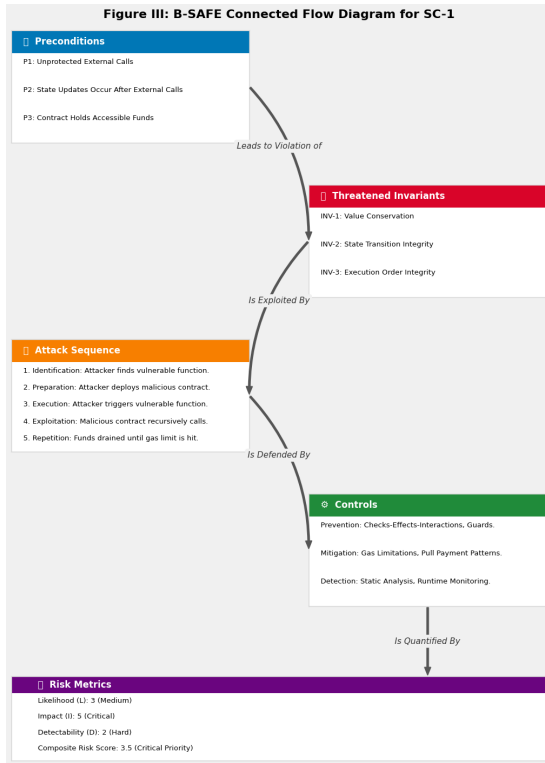 Figure III: B-SAFE Connected Flow Diagram for SC-1
Preconditions
P1: Unprotected External Calls
P2: State Updates Occur After External Calls
P3: Contract Holds Accessible Funds
Leads to Violation of
Threatened Invariants
INV-1: Value Conservation
INV-2: State Transition Integrity
INV-3: Execution Order Integrity
Is Exploited By
Attack Sequence
1. Identification: Attacker finds vulnerable function.
2. Preparation: Attacker deploys malicious contract.
3. Execution: Attacker triggers vulnerable function.
4. Exploitation: Malicious contract recursively calls.
5. Repetition: Funds drained until gas limit is hit.
Is Defended By
⚙ Controls
Prevention: Checks-Effects-Interactions, Guards.
Mitigation: Gas Limitations, Pull Payment Patterns.
Detection: Static Analysis, Runtime Monitoring.
Is Quantified By
Risk Metrics
Likelihood (L): 3 (Medium)
Impact (I): 5 (Critical)
Detectability (D): 2 (Hard)
Composite Risk Score: 3.5 (Critical Priority)